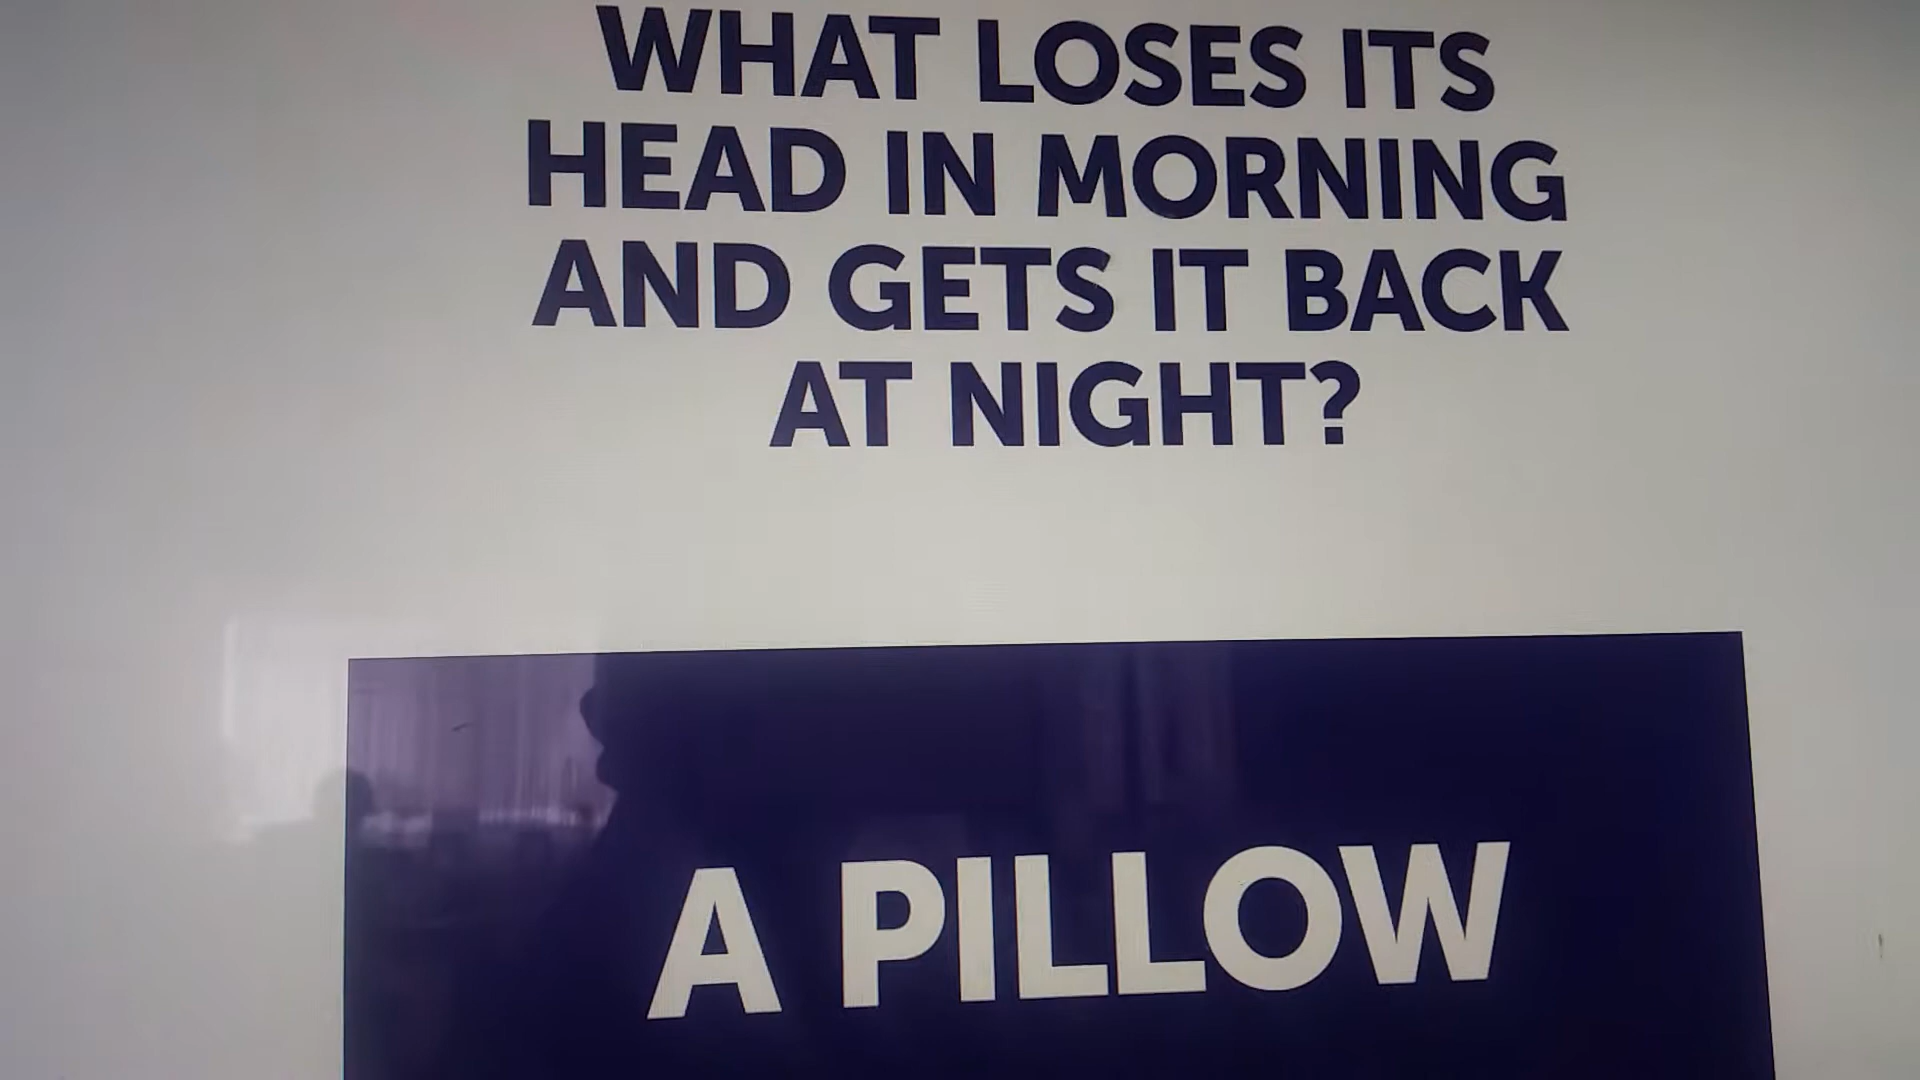 WHAT LOSES ITS
HEAD IN MORNING
AND GETS IT BACK
AT NIGHT?
A PILLOW